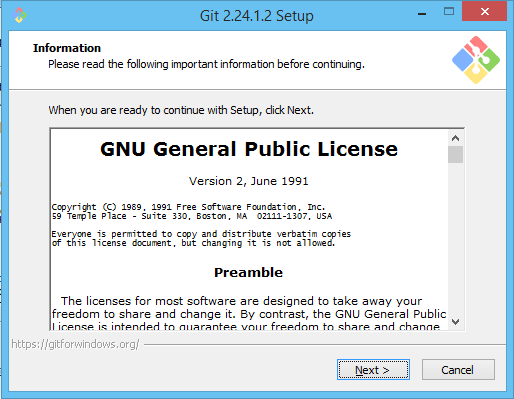 Git 2.24.1.2 Setup
Information
Please read the following important information before continuing.
When you are ready to continue with Setup, click Next.
GNU General Public License
Version 2, June 1991
Copyright (C) 1989, 1991 Free Software Foundation, Inc.
59 Temple Place - Suite 330, Boston, MA  02111-1307, USA
Everyone is permitted to copy and distribute verbatim copies
of this license document, but changing it is not allowed.
Preamble
The licenses for most software are designed to take away your
freedom to share and change it. By contrast, the GNU General Public
License is intended to guarantee your freedom to share and change
https://gitforwindows.org/
Next >
Cancel